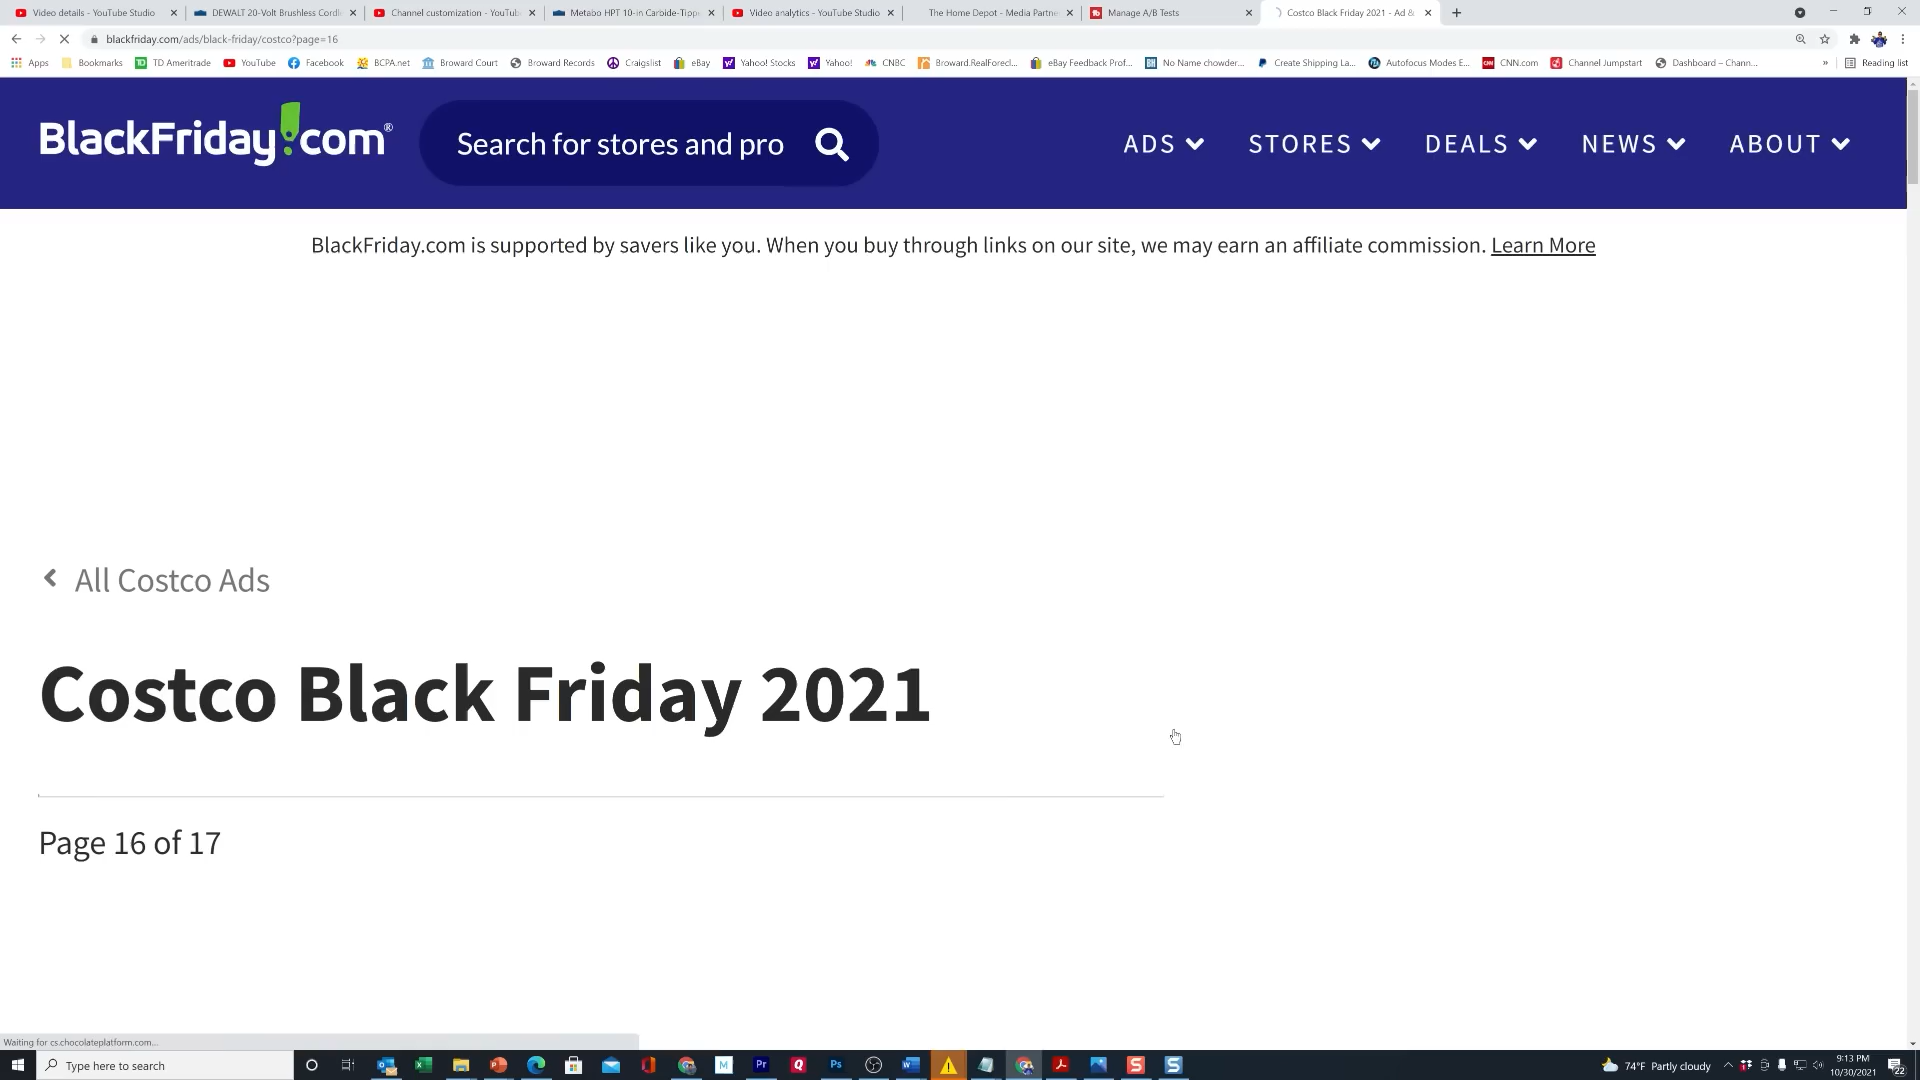 Video details - YouTube Studio
DEWALT 20-Volt Brushless Cordl
Channel customization - YouTub
Metabo HPT 10-in Carbide-Tipp
Video analytics - YouTube Studio
The Home Depot - Media Partne
Manage A/B Tests
Costco Black Friday 2021 - Ad &
blackfriday.com/ads/black-friday/costco?page=16
Apps
Bookmarks
TD Ameritrade
YouTube
Facebook
BCPA.net
Broward Court
Broward Records
Craigslist
eBay
Yahoo! Stocks
Yahoo!
CNBC
Broward.RealForecl...
eBay Feedback Prof...
No Name chowder...
Create Shipping La...
Autofocus Modes E...
CNN.com
Channel Jumpstart
Dashboard – Chann...
»
Reading list
BlackFriday!com®
Search for stores and pro
ADS
STORES
DEALS
NEWS
ABOUT
BlackFriday.com is supported by savers like you. When you buy through links on our site, we may earn an affiliate commission. Learn More
All Costco Ads
Costco Black Friday 2021
Page 16 of 17
Waiting for cs.chocolateplatform.com...
Type here to search
74°F Partly cloudy
9:13 PM
10/30/2021
22